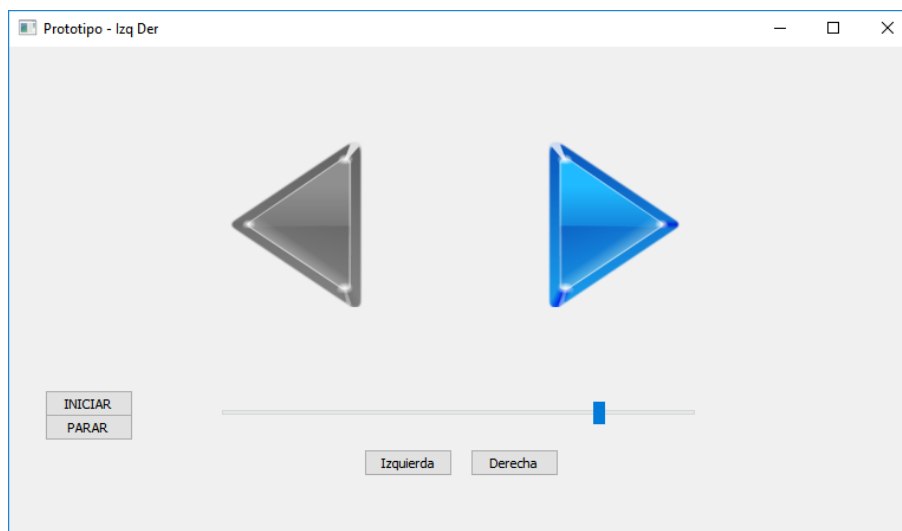 Prototipo - Izq Der
INICIAR
PARAR
Izquierda
Derecha